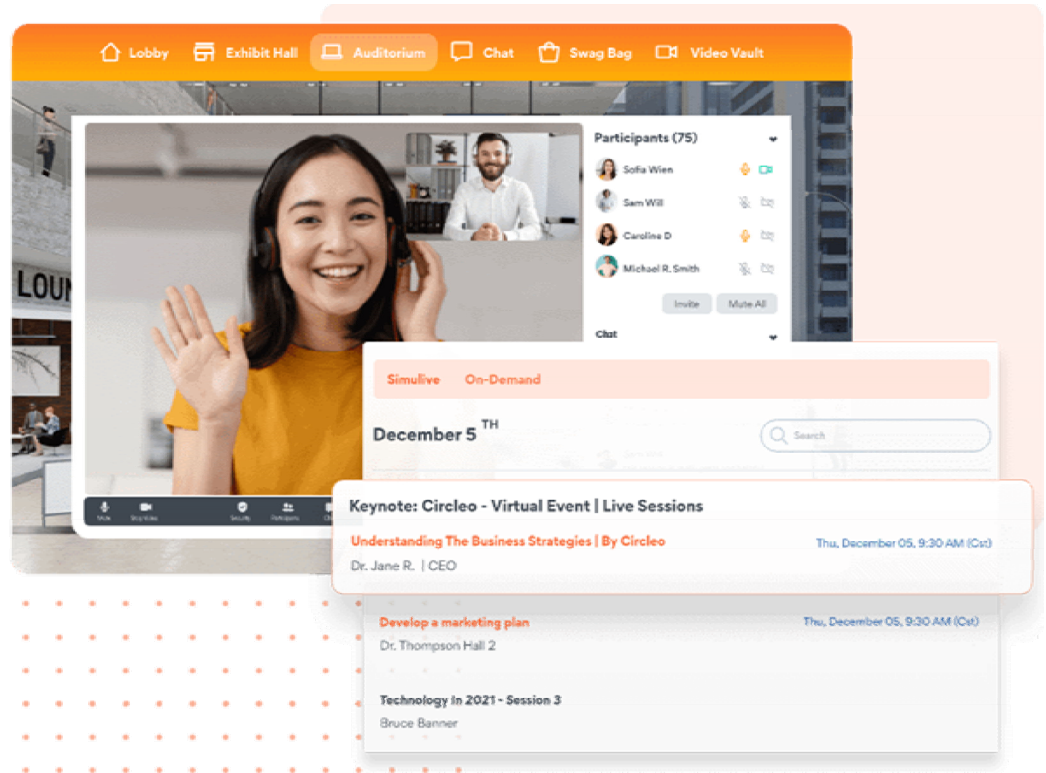 Lobby
Exhibit Hall
Auditorium
Chat
Swag Bag
Video Vault
LOUN
Participants (75)
Sofia Wien
Sam Will
Caroline D
Michael R. Smith
Invite
Mute All
Chat
Simulive
On-Demand
December 5 TH
Search
Security
Participants
Keynote: Circleo - Virtual Event | Live Sessions
Understanding The Business Strategies | By Circleo
Thu, December 05, 9:30 AM (Cst)
Dr. Jane R. | CEO
Develop a marketing plan
Thu, December 05, 9:30 AM (Cst)
Dr. Thompson Hall 2
Technology In 2021 - Session 3
Bruce Banner